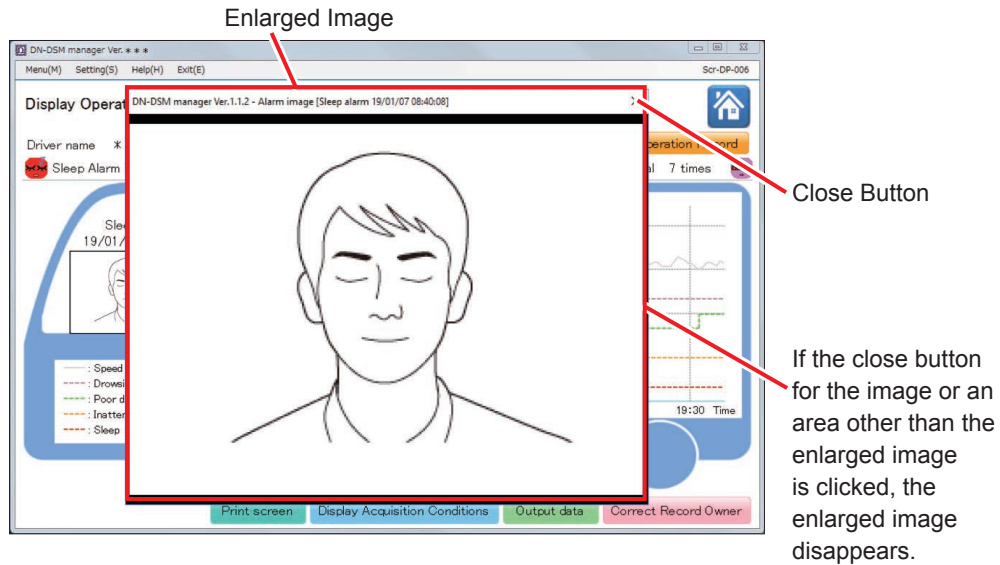 Enlarged Image
DN-DSM manager Ver. * * *
Menu(M) Setting(S) Help(H) Exit(E) Scr-DP-006
DN-DSM manager Ver.1.1.2 - Alarm image [Sleep alarm 19/01/07 08:40:08]
Display Operat
Driver name *
Sleep Alarm
7 times
Close Button
19/01/
: Speed
: Drowsi
: Poor d
: Inatter
: Sleep
19:30 Time
If the close button
for the image or an
area other than the
enlarged image
is clicked, the
enlarged image
disappears.
Print screen Display Acquisition Conditions Output data Correct Record Owner